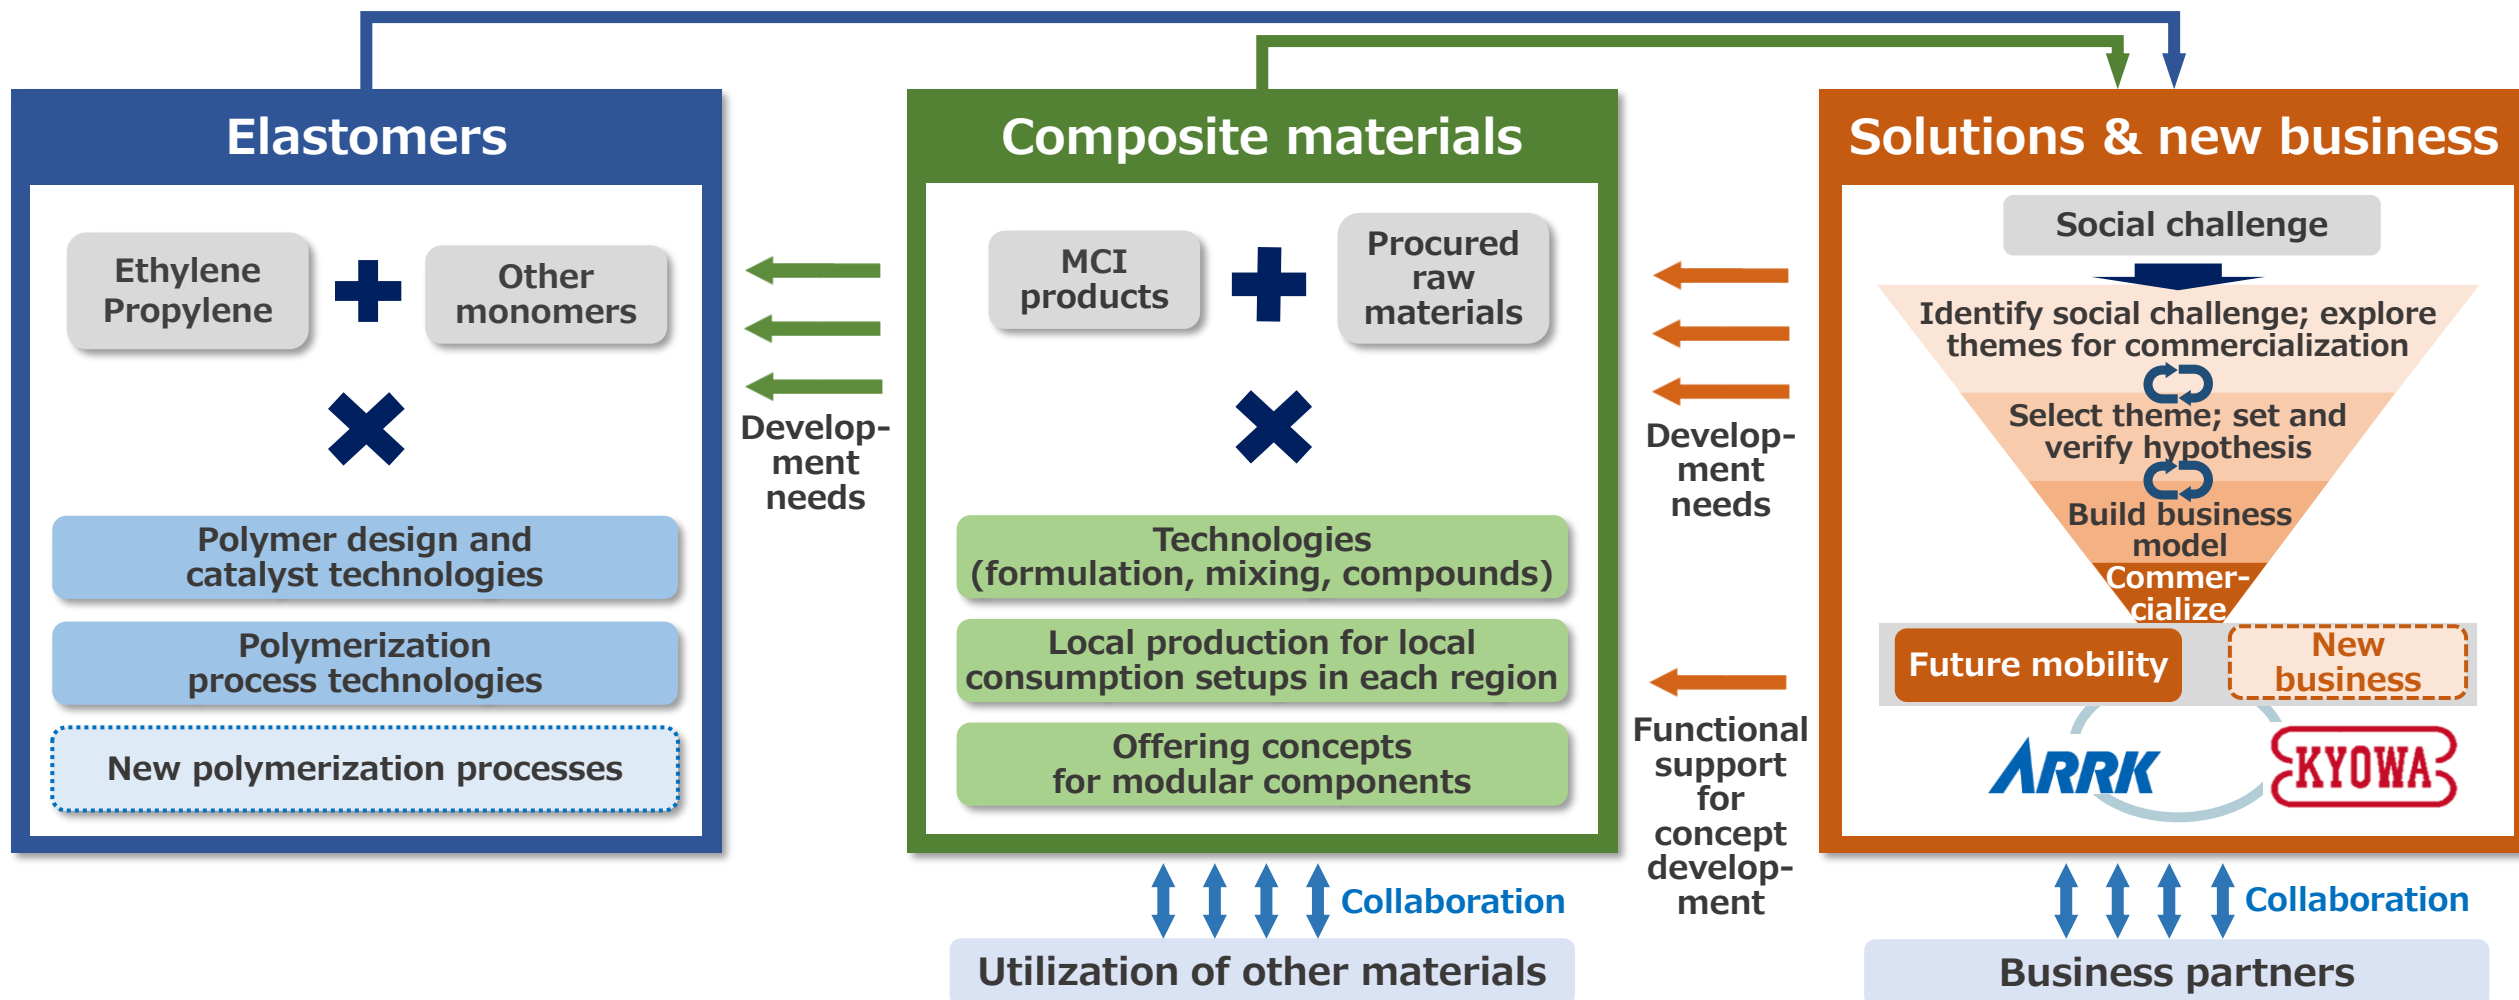 Elastomers
Ethylene
Propylene
Other
monomers
Polymer design and
catalyst technologies
Polymerization
process technologies
New polymerization processes
Develop-
ment
needs
Composite materials
MCI
products
Procured
raw
materials
Technologies
(formulation, mixing, compounds)
Local production for local
consumption setups in each region
Offering concepts
for modular components
Collaboration
Utilization of other materials
Develop-
ment
needs
Functional
support
for
concept
develop-
ment
Solutions & new business
Social challenge
Identify social challenge; explore
themes for commercialization
Select theme; set and
verify hypothesis
Build business
model
Commer-
cialize
Future mobility
New
business
ARRK
KYOWA
Collaboration
Business partners